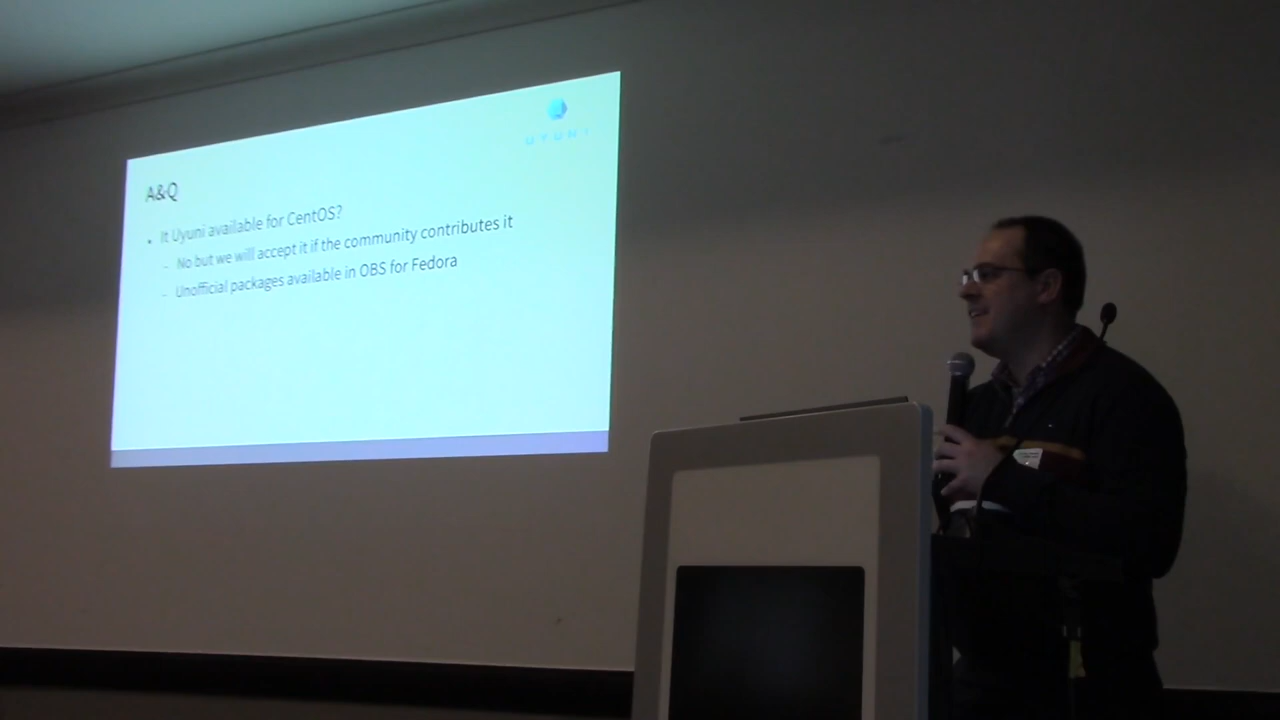 UYUNI
A&Q
• It Uyuni available for CentOS?
- No but we will accept it if the community contributes it
- Unofficial packages available in OBS for Fedora